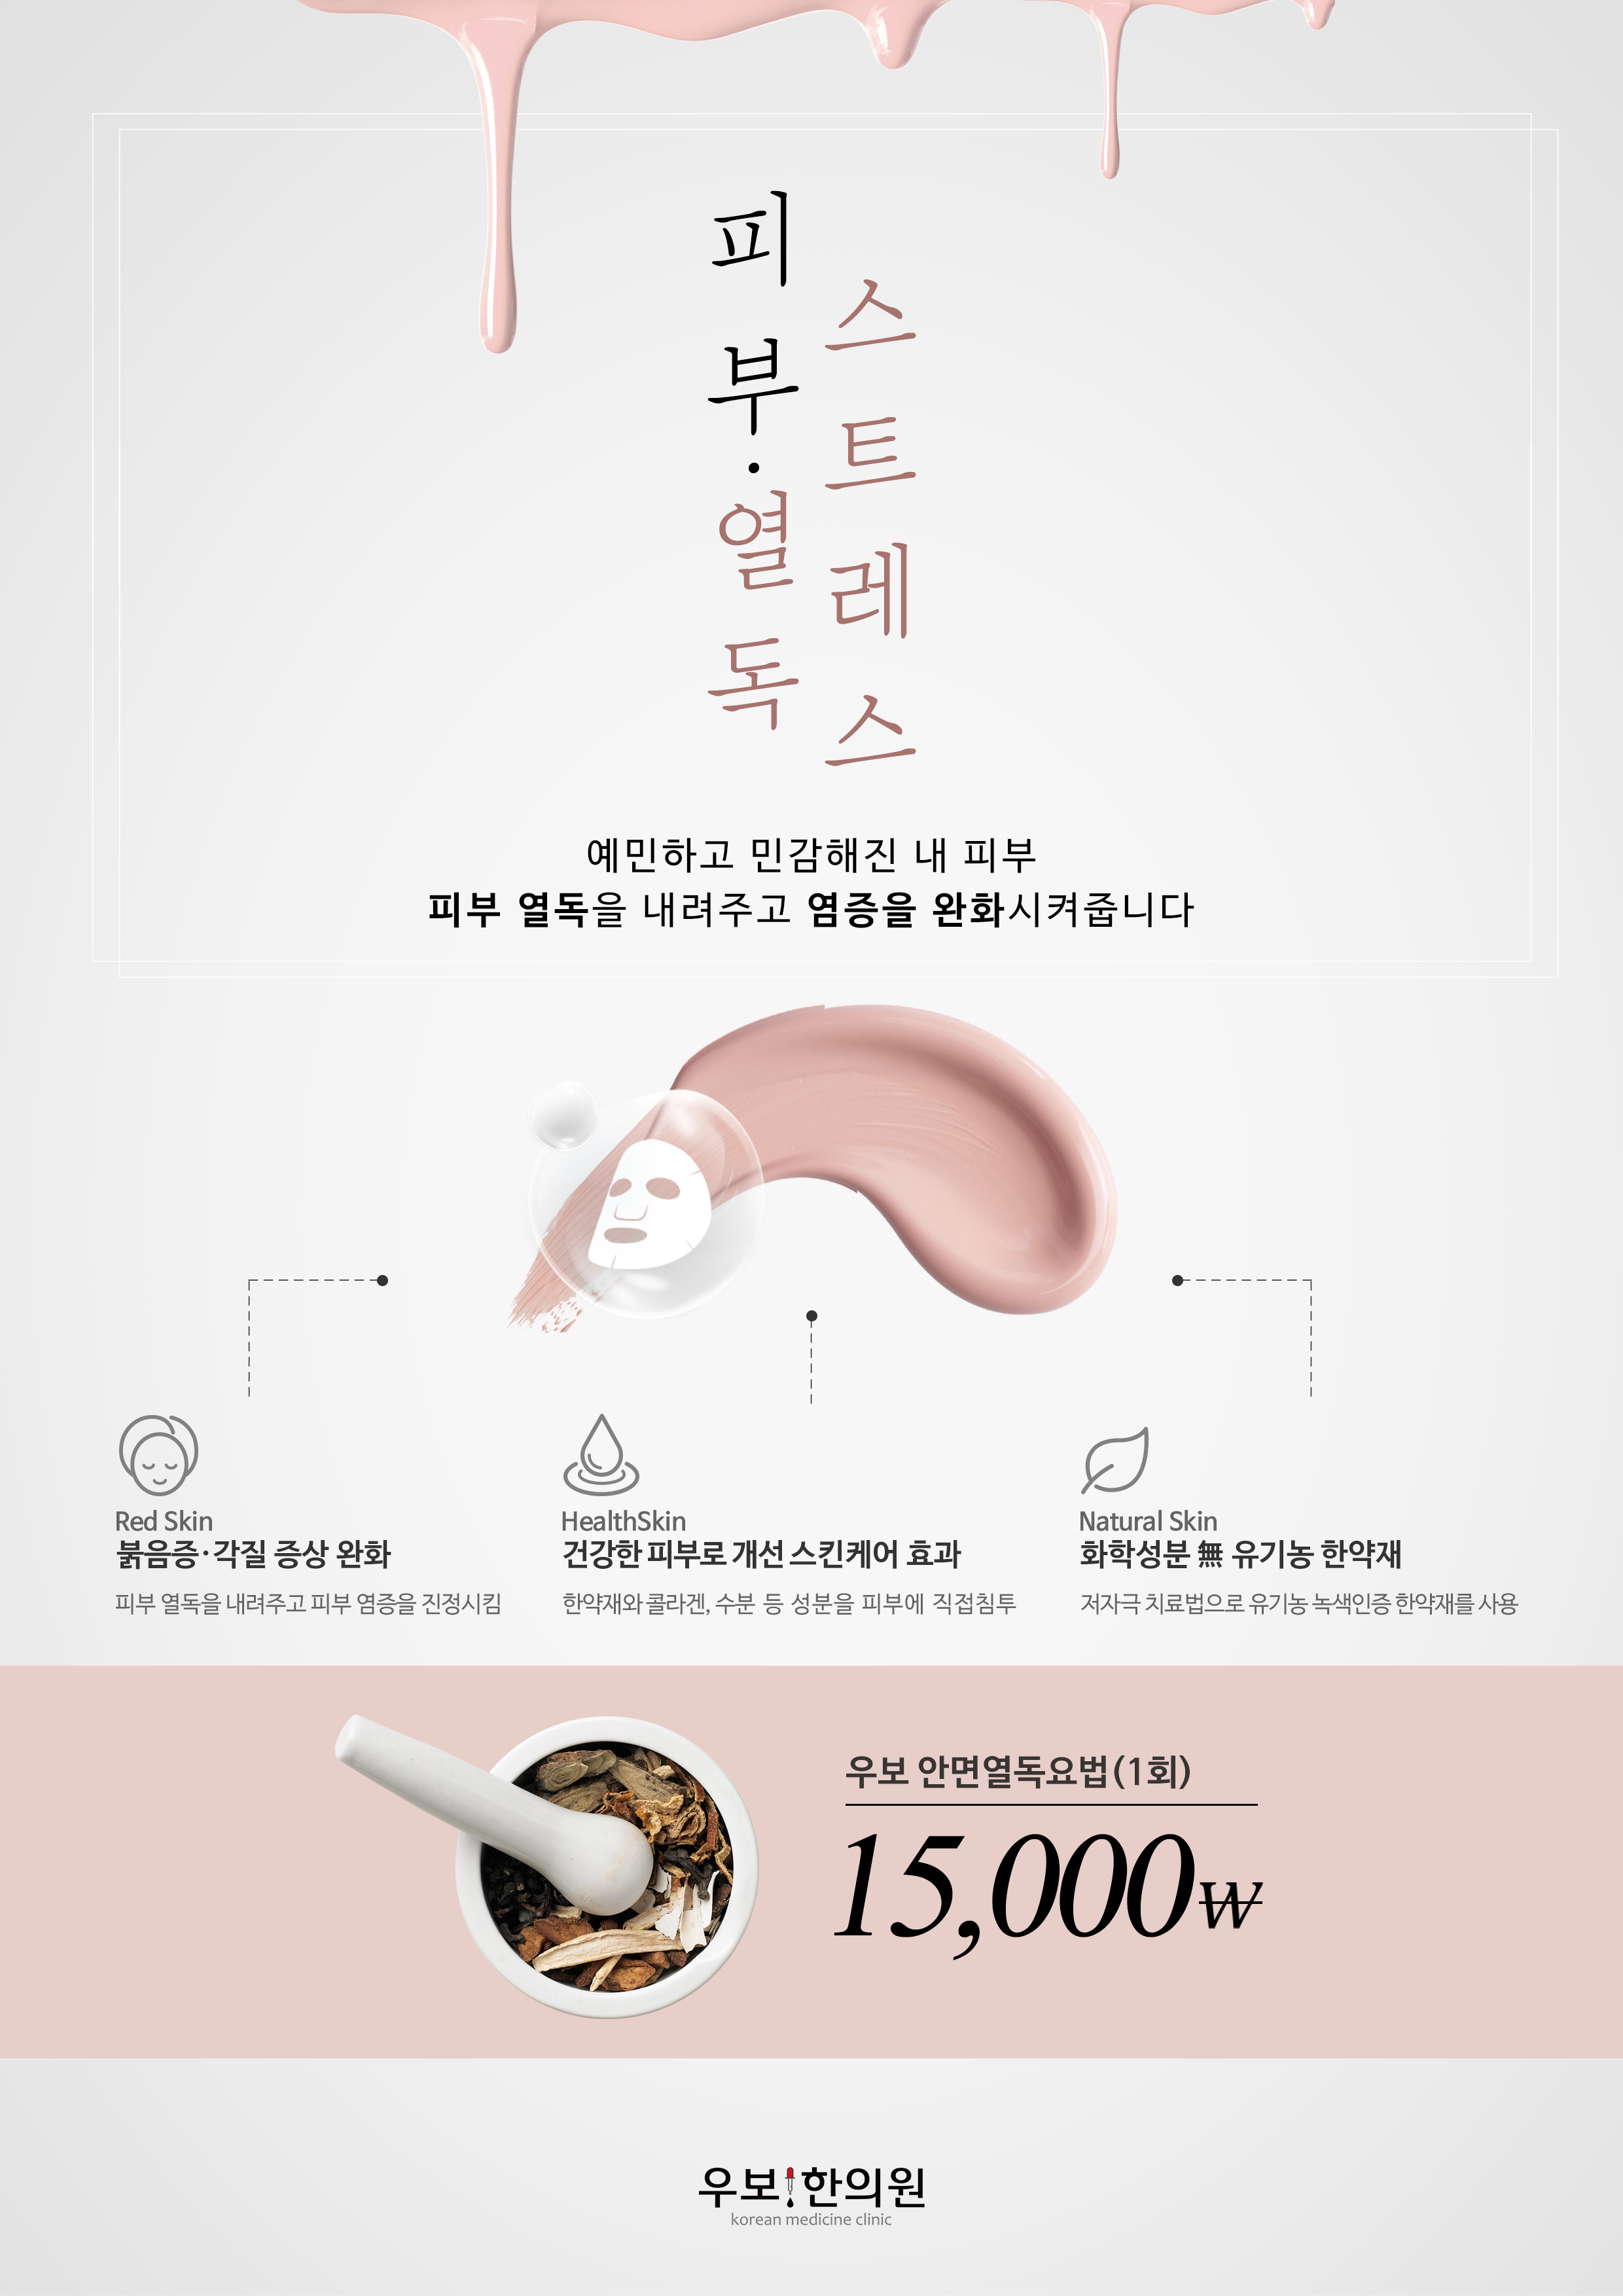 피부·열독
스트레스
예민하고 민감해진 내 피부
피부 열독을 내려주고 염증을 완화시켜줍니다
Red Skin
붉음증·각질 증상 완화
피부 열독을 내려주고 피부 염증을 진정시킴
HealthSkin
건강한 피부로 개선 스킨케어 효과
한약재와 콜라겐, 수분 등 성분을 피부에 직접침투
Natural Skin
화학성분 無 유기농 한약재
저자극 치료법으로 유기농 녹색인증 한약재를 사용
우보 안면열독요법(1회)
15,000₩
우보한의원
korean medicine clinic